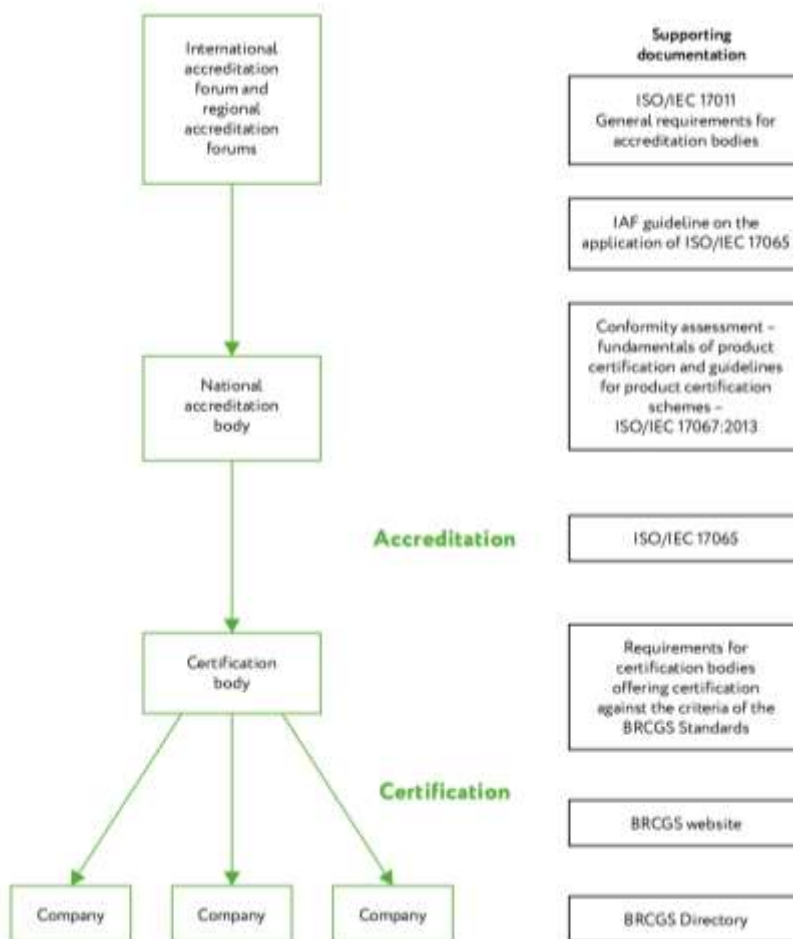 International
accreditation
forum and
regional
accreditation
forums
National
accreditation
body
Accreditation
Certification
body
Certification
Company
Company
Company
Supporting
documentation
ISO/IEC 17011
General requirements for
accreditation bodies
IAF guideline on the
application of ISO/IEC 17065
Conformity assessment –
fundamentals of product
certification and guidelines
for product certification
schemes –
ISO/IEC 17067:2013
ISO/IEC 17065
Requirements for
certification bodies
offering certification
against the criteria of the
BRCGS Standards
BRCGS website
BRCGS Directory